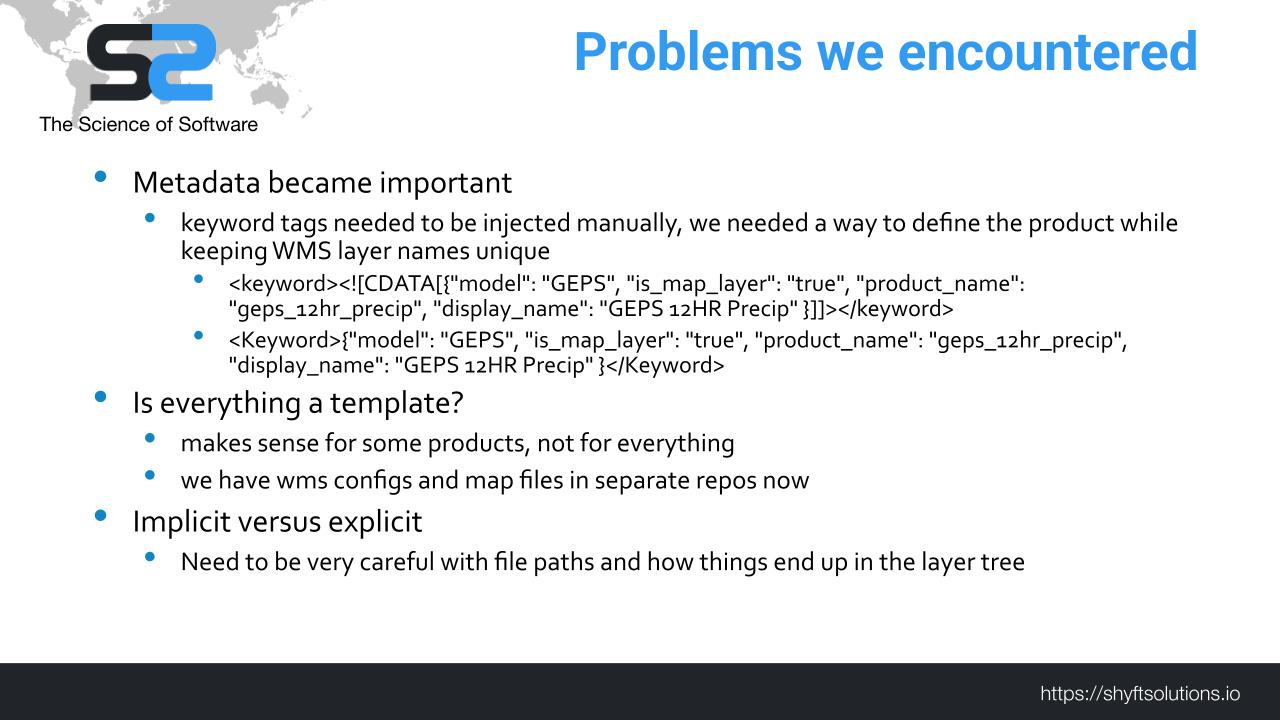 S2
Problems we encountered
The Science of Software
Metadata became important
keyword tags needed to be injected manually, we needed a way to define the product while
keeping WMS layer names unique
<keyword><![CDATA[{"model": "GEPS", "is_map_layer": "true", "product_name":
"geps_12hr_precip", "display_name": "GEPS 12HR Precip" }]]></keyword>
<Keyword>{"model": "GEPS", "is_map_layer": "true", "product_name": "geps_12hr_precip",
"display_name": "GEPS 12HR Precip" }</Keyword>
Is everything a template?
makes sense for some products, not for everything
we have wms configs and map files in separate repos now
Implicit versus explicit
Need to be very careful with file paths and how things end up in the layer tree
https://shyftsolutions.io